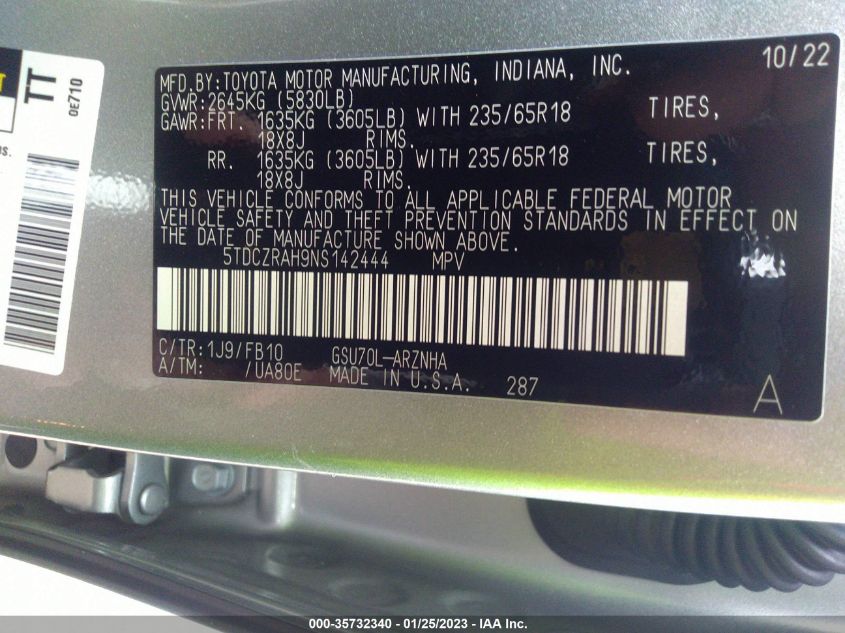 TT
0E710
T
NS.
10/22
MFD.BY:TOYOTA MOTOR MANUFACTURING, INDIANA, INC.
GVWR:2645KG (5830LB)
GAWR:FRT. 1635KG (3605LB) WITH 235/65R18 TIRES,
18X8J RIMS.
RR. 1635KG (3605LB) WITH 235/65R18 TIRES,
18X8J RIMS.
THIS VEHICLE CONFORMS TO ALL APPLICABLE FEDERAL MOTOR
VEHICLE SAFETY AND THEFT PREVENTION STANDARDS IN EFFECT ON
THE DATE OF MANUFACTURE SHOWN ABOVE.
5TDCZRAH9NS142444 MPV
C/TR:1J9/FB10 GSU70L-ARZNHA
A/TM: /UA80E MADE IN U.S.A. 287
A
000-35732340 — 01/25/2023 — IAA Inc.